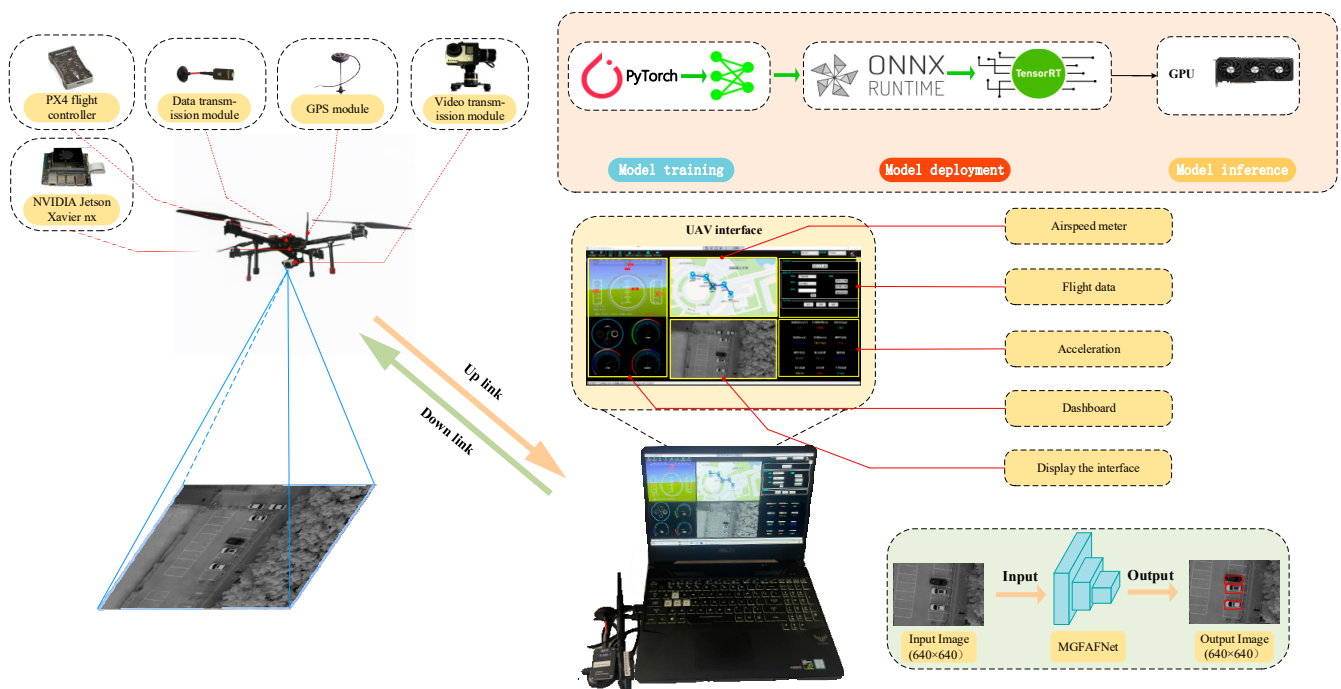 PX4 flight
controller
Data transm-
ission module
GPS module
Video transm-
ission module
NVIDIA Jetson
Xavier nx
PyTorch
ONNX
RUNTIME
TensorRT
GPU
Model training
Model deployment
Model inference
UAV interface
Airspeed meter
Flight data
Acceleration
Dashboard
Display the interface
Up link
Down link
Input
Output
Input Image
(640×640)
MGFAFNet
Output Image
(640×640)